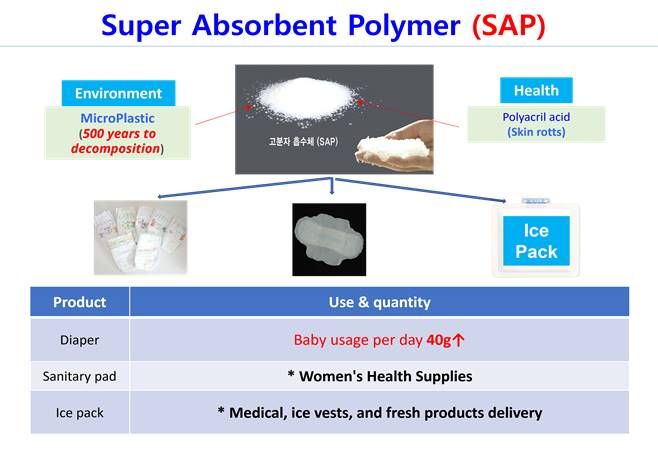 Super Absorbent Polymer (SAP)
Environment
MicroPlastic
(500 years to
decomposition)
고분자 흡수체 (SAP)
Health
Polyacril acid
(Skin rotts)
Ice
Pack
Product Use & quantity
Diaper Baby usage per day 40g↑
Sanitary pad * Women's Health Supplies
Ice pack * Medical, ice vests, and fresh products delivery